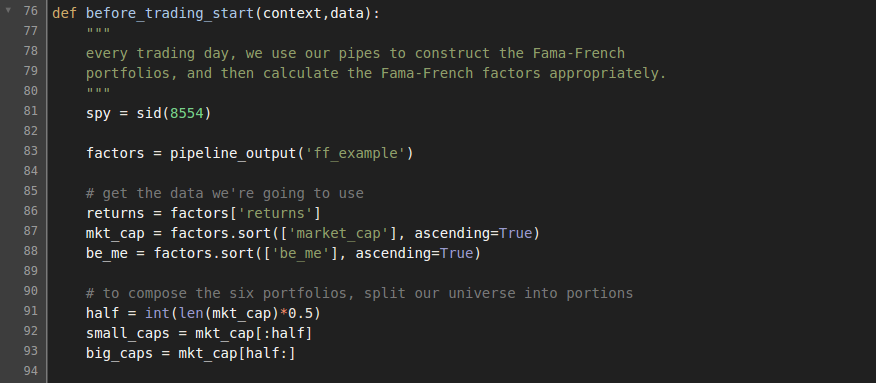 76 def before_trading_start(context,data):
77     """
78     every trading day, we use our pipes to construct the Fama-French
79     portfolios, and then calculate the Fama-French factors appropriately.
80     """
81     spy = sid(8554)
82
83     factors = pipeline_output('ff_example')
84
85     # get the data we're going to use
86     returns = factors['returns']
87     mkt_cap = factors.sort(['market_cap'], ascending=True)
88     be_me = factors.sort(['be_me'], ascending=True)
89
90     # to compose the six portfolios, split our universe into portions
91     half = int(len(mkt_cap)*0.5)
92     small_caps = mkt_cap[:half]
93     big_caps = mkt_cap[half:]
94